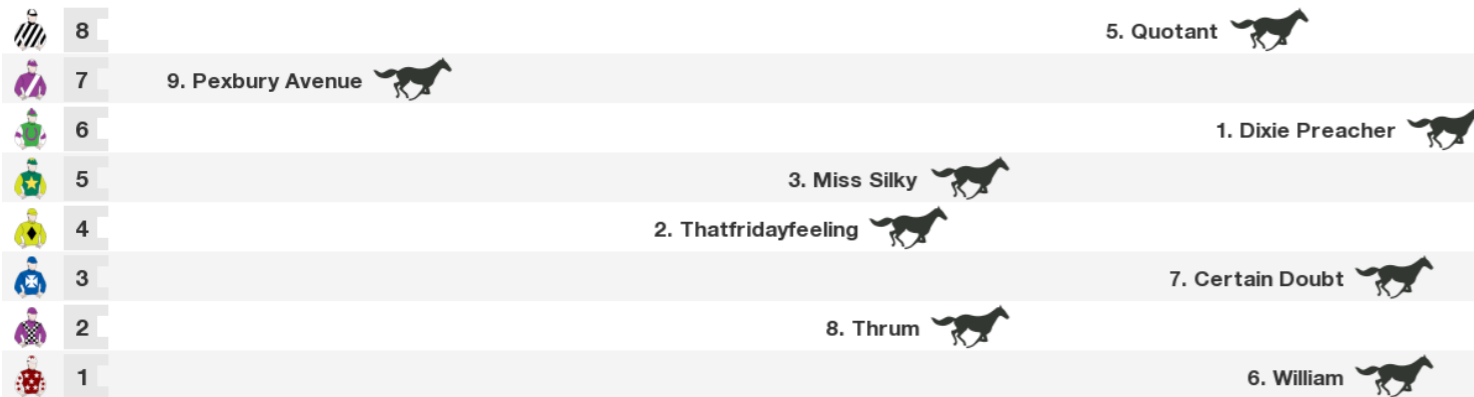 8 5. Quotant
7 9. Pexbury Avenue
6 1. Dixie Preacher
5 3. Miss Silky
4 2. Thatfridayfeeling
3 7. Certain Doubt
2 8. Thrum
1 6. William